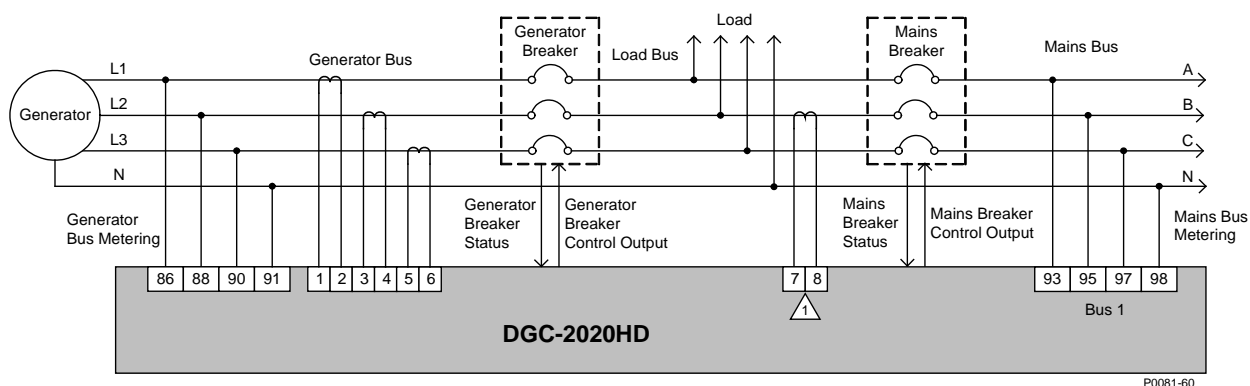 Generator
Breaker
Load
Mains
Breaker
Generator Bus
Load Bus
Mains Bus
L1
A
Generator
L2
B
L3
C
N
N
Generator
Bus Metering
Generator
Breaker
Status
Generator
Breaker
Control Output
Mains
Breaker
Status
Mains Breaker
Control Output
Mains Bus
Metering
86 88 90 91 1 2 3 4 5 6 7 8 93 95 97 98
1
Bus 1
DGC-2020HD
P0081-60